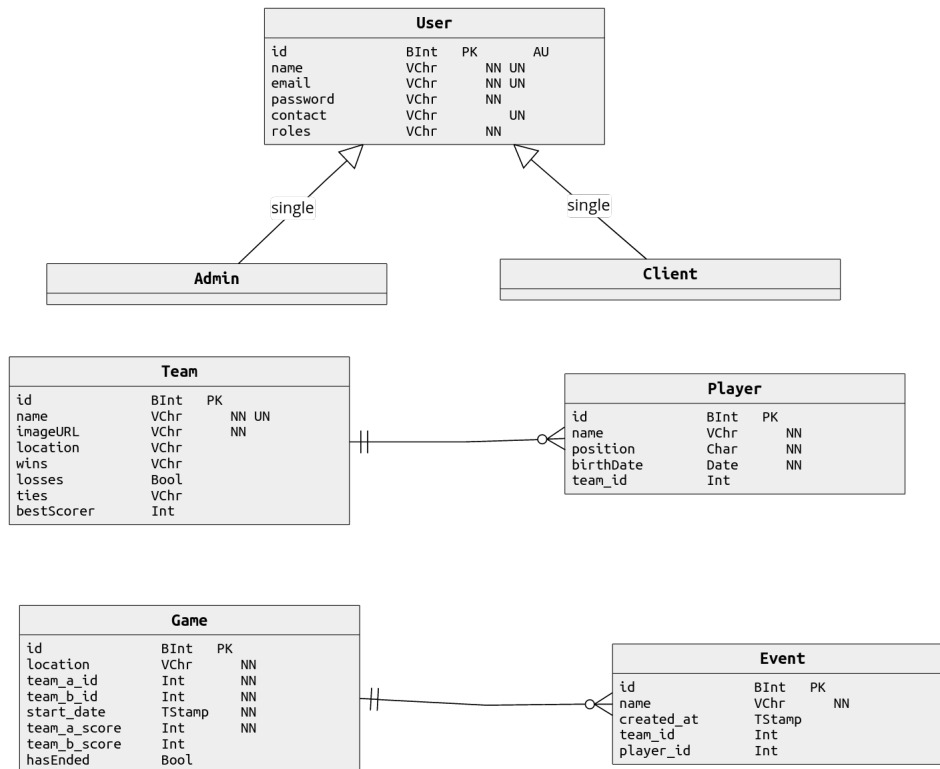 User
id BInt PK AU
name VChr NN UN
email VChr NN UN
password VChr NN
contact VChr UN
roles VChr NN
single
single
Admin
Client
Team
id BInt PK
name VChr NN UN
imageURL VChr NN
location VChr
wins VChr
losses Bool
ties VChr
bestScorer Int
Player
id BInt PK
name VChr NN
position Char NN
birthDate Date NN
team_id Int
Game
id BInt PK
location VChr NN
team_a_id Int NN
team_b_id Int NN
start_date TStamp NN
team_a_score Int NN
team_b_score Int
hasEnded Bool
Event
id BInt PK
name VChr NN
created_at TStamp
team_id Int
player_id Int